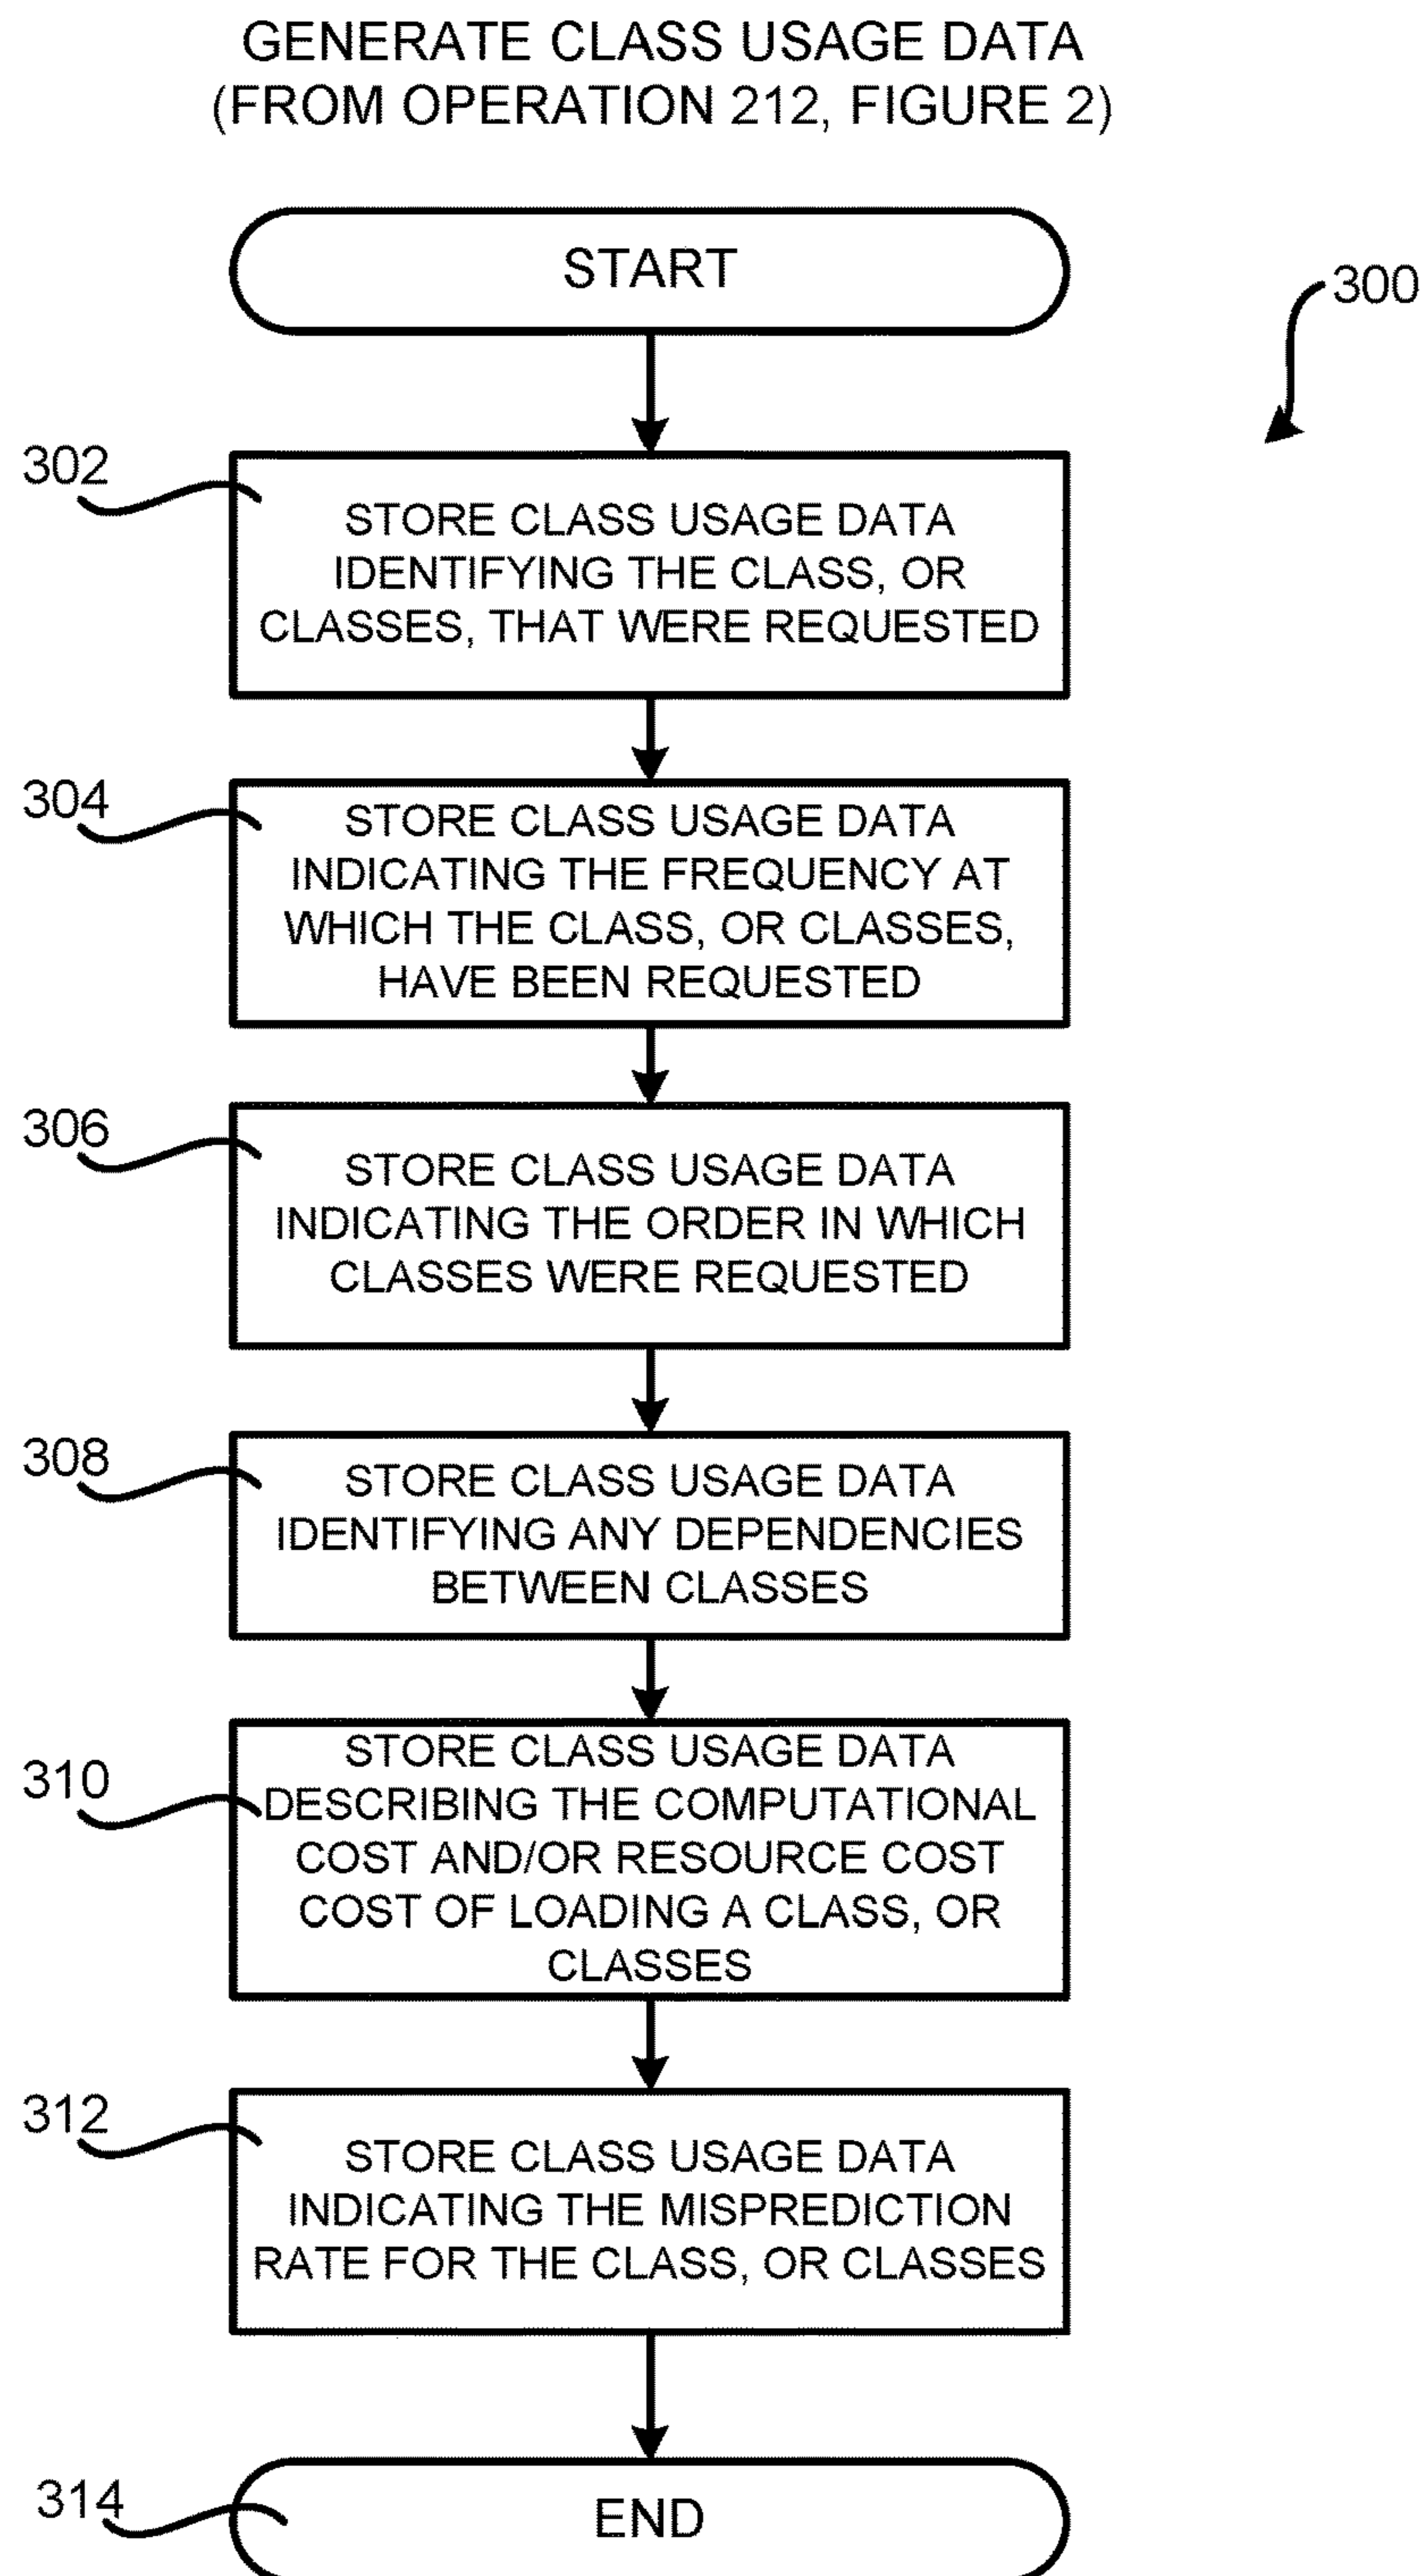 GENERATE CLASS USAGE DATA
(FROM OPERATION 212, FIGURE 2)
START
300
302
STORE CLASS USAGE DATA
IDENTIFYING THE CLASS, OR
CLASSES, THAT WERE REQUESTED
304
STORE CLASS USAGE DATA
INDICATING THE FREQUENCY AT
WHICH THE CLASS, OR CLASSES,
HAVE BEEN REQUESTED
306
STORE CLASS USAGE DATA
INDICATING THE ORDER IN WHICH
CLASSES WERE REQUESTED
308
STORE CLASS USAGE DATA
IDENTIFYING ANY DEPENDENCIES
BETWEEN CLASSES
310
STORE CLASS USAGE DATA
DESCRIBING THE COMPUTATIONAL
COST AND/OR RESOURCE COST
COST OF LOADING A CLASS, OR
CLASSES
312
STORE CLASS USAGE DATA
INDICATING THE MISPREDICTION
RATE FOR THE CLASS, OR CLASSES
314
END